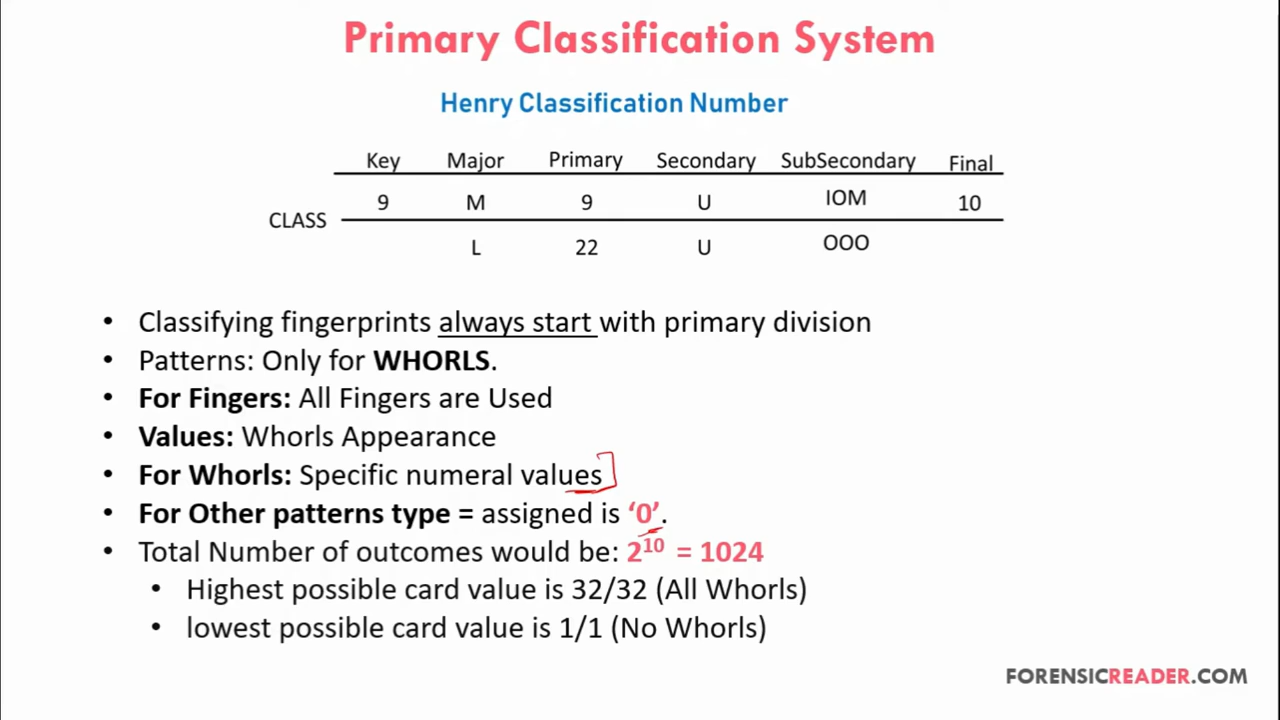 Primary Classification System
Henry Classification Number
Key Major Primary Secondary SubSecondary Final
9 M 9 U IOM 10
CLASS
L 22 U OOO
• Classifying fingerprints always start with primary division
• Patterns: Only for WHORLS.
• For Fingers: All Fingers are Used
• Values: Whorls Appearance
• For Whorls: Specific numeral values
• For Other patterns type = assigned is ‘0’.
• Total Number of outcomes would be: 2¹⁰ = 1024
• Highest possible card value is 32/32 (All Whorls)
• lowest possible card value is 1/1 (No Whorls)
FORENSICREADER.COM